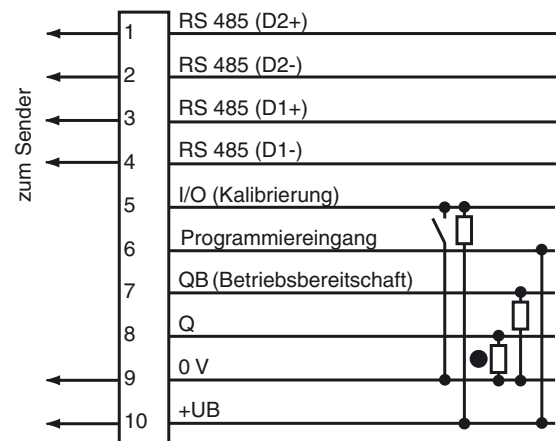 1 RS 485 (D2+)
2 RS 485 (D2-)
3 RS 485 (D1+)
4 RS 485 (D1-)
5 I/O (Kalibrierung)
6 Programmiereingang
7 QB (Betriebsbereitschaft)
8 Q
9 0 V
10 +UB
zum Sender